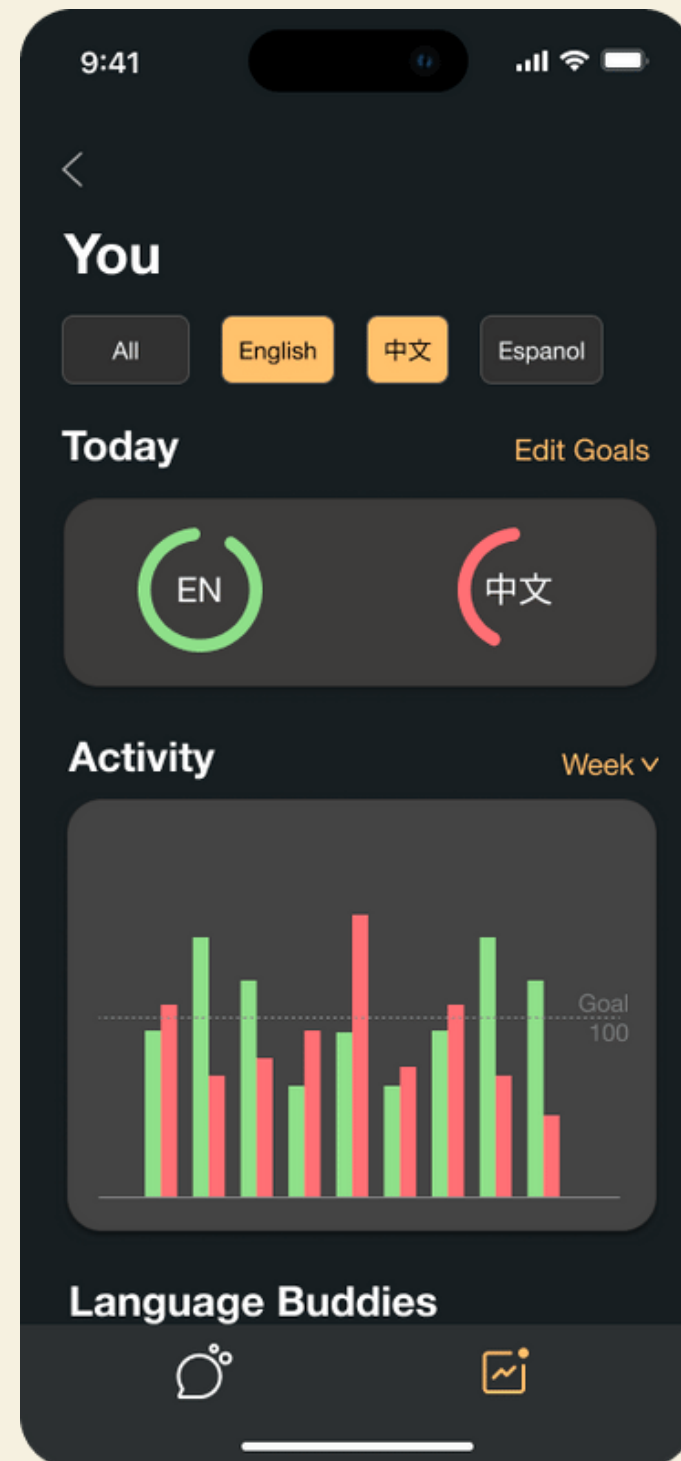 9:41
You
All English 中文 Espanol
Today Edit Goals
EN 中文
Activity Week
Goal
100
Language Buddies